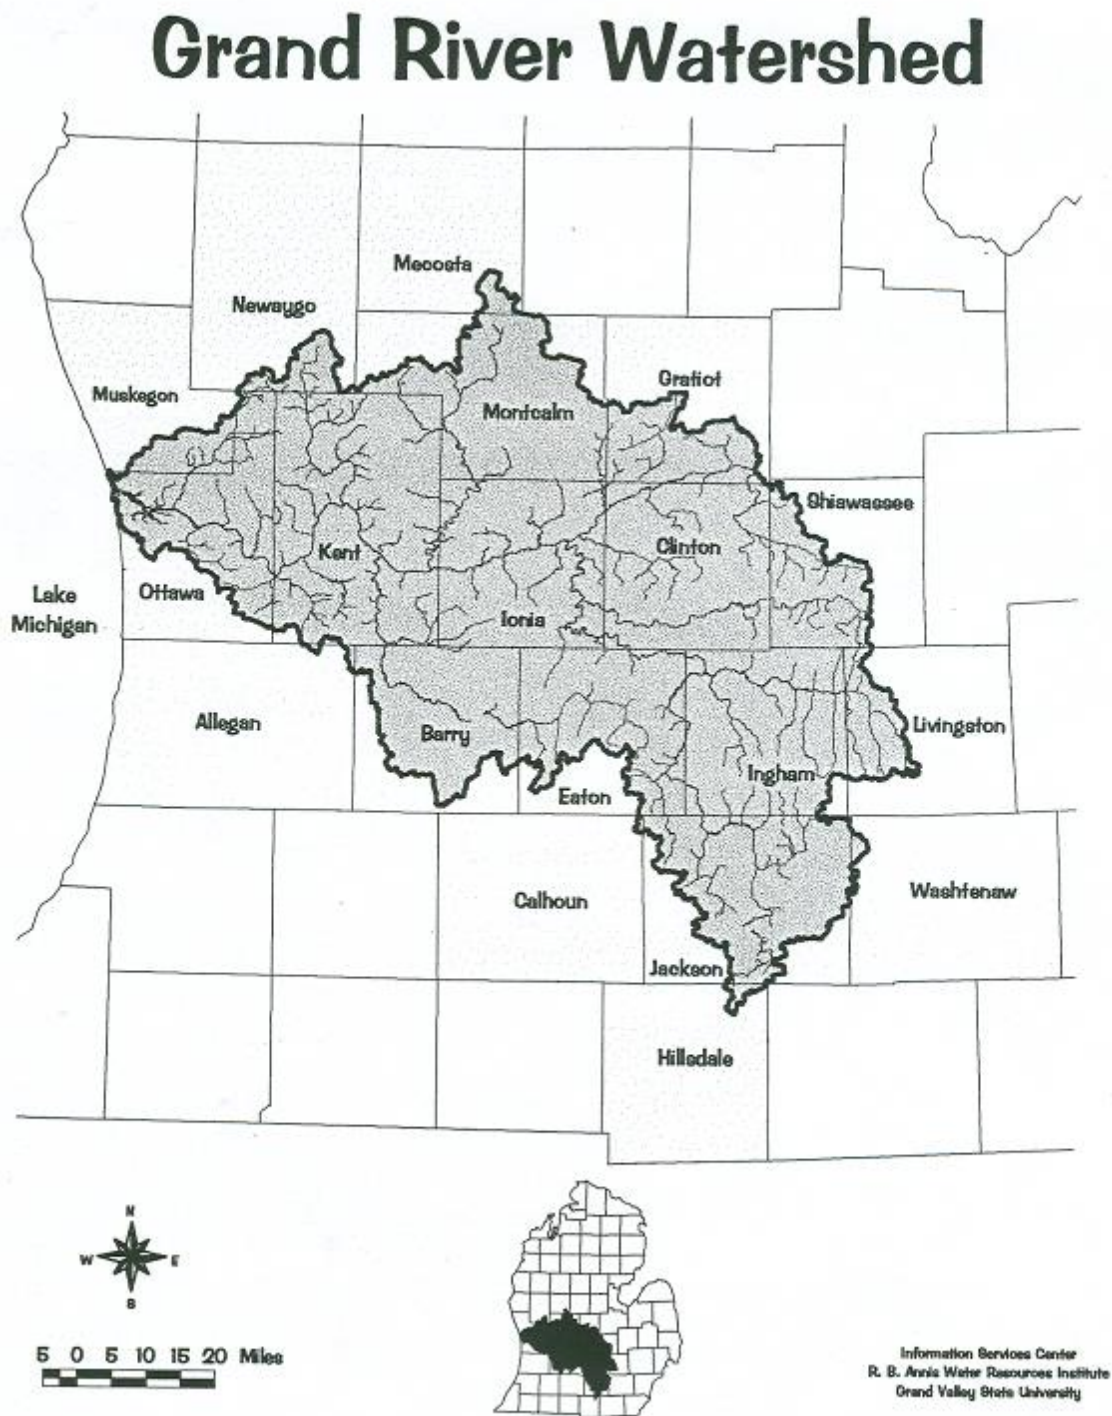 Grand River Watershed
Mecosta
Newaygo
Gratiot
Muskegon
Montcalm
Shiawassee
Kent
Clinton
Lake
Michigan
Ottawa
Ionia
Allegan
Barry
Livingston
Ingham
Eaton
Calhoun
Washtenaw
Jackson
Hillsdale
N
W E
S
5 0 5 10 15 20 Miles
Information Services Center
R. B. Annis Water Resources Institute
Grand Valley State University